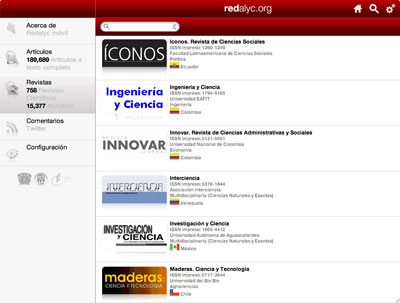 redalyc.org
Acerca de
Redalyc móvil
Artículos
189,689 Artículos a
texto completo
Revistas
758 Revistas
Científicas
15,377 Números
Comentarios
Twitter
Configuración
ÍCONOS
Iconos. Revista de Ciencias Sociales
ISSN impreso: 1390-1249
Facultad Latinoamericana de Ciencias Sociales
Política
Ecuador
Ingeniería
y Ciencia
Ingeniería y Ciencia
ISSN impreso: 1794-9165
Universidad EAFIT
Ingeniería
Colombia
REVISTA
INNOVAR
JOURNAL
Innovar. Revista de Ciencias Administrativas y Sociales
ISSN impreso: 0121-5051
Universidad Nacional de Colombia
Economía
Colombia
INTERCIENCIA
Interciencia
ISSN impreso: 0378-1844
Asociación Interciencia
Multidisciplinaria (Ciencias Naturales y Exactas)
Venezuela
INVESTIGACIÓN
Y CIENCIA
Investigación y Ciencia
ISSN impreso: 1665-4412
Universidad Autónoma de Aguascalientes
Multidisciplinaria (Ciencias Naturales y Exactas)
México
maderas
CIENCIA Y TECNOLOGIA
Maderas. Ciencia y Tecnología
ISSN impreso: 0717-3644
Universidad del Bío Bío
Agrociencias
Chile